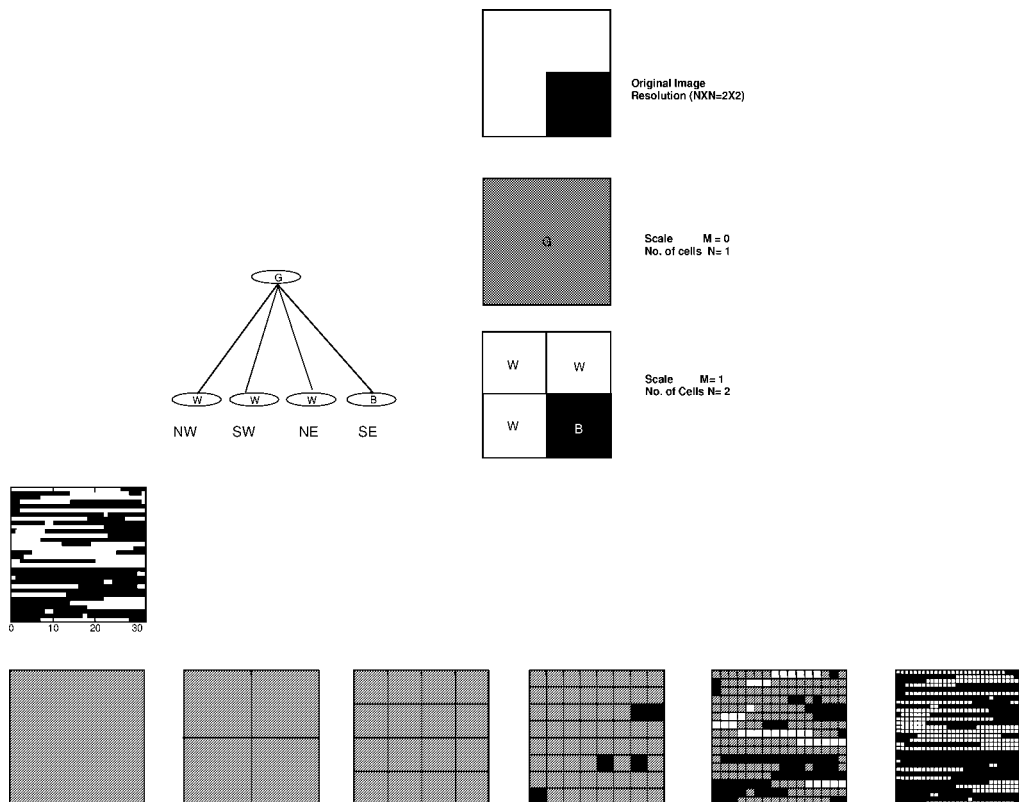 Original Image
Resolution (NXN=2X2)
G
Scale M = 0
No. of cells N= 1
G
W W
Scale M= 1
No. of Cells N= 2
W B
W W W B
NW SW NE SE
0 10 20 30